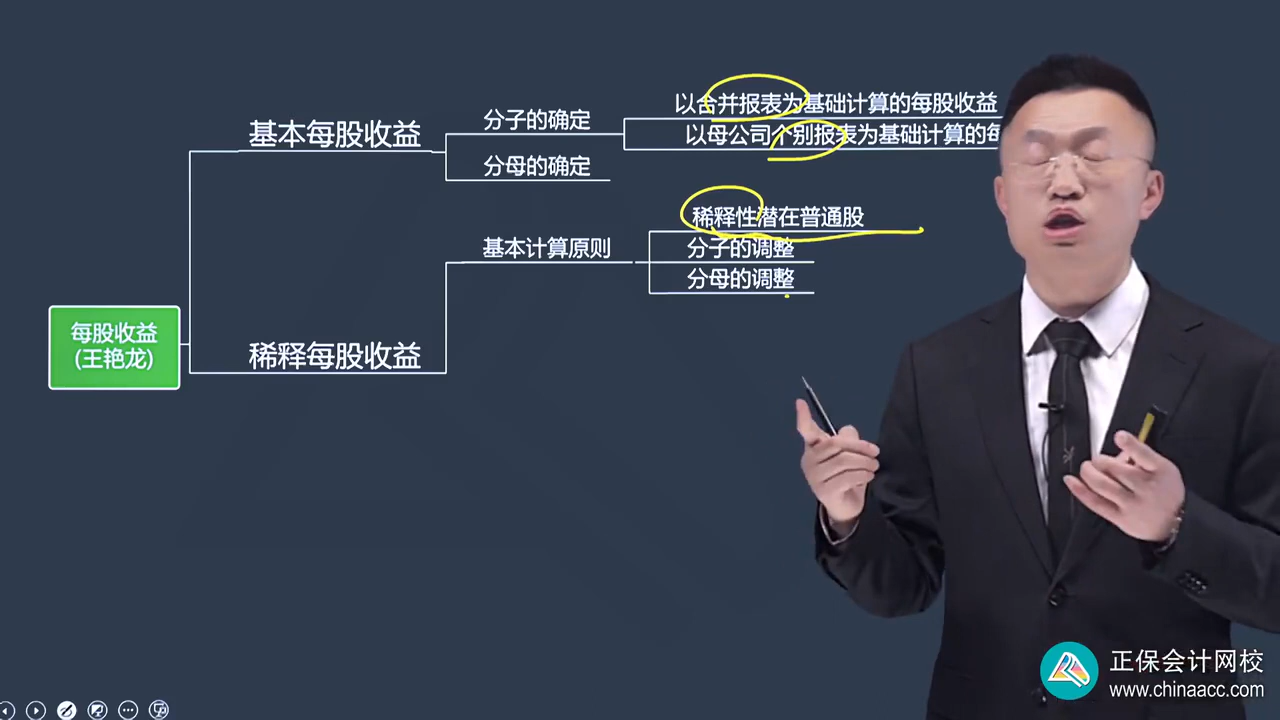 以合并报表为基础计算的每股收益
分子的确定
以母公司个别报表为基础计算的每
基本每股收益
分母的确定
稀释性潜在普通股
基本计算原则
分子的调整
分母的调整
每股收益
(王艳龙)
稀释每股收益
正保会计网校
www.chinaacc.com